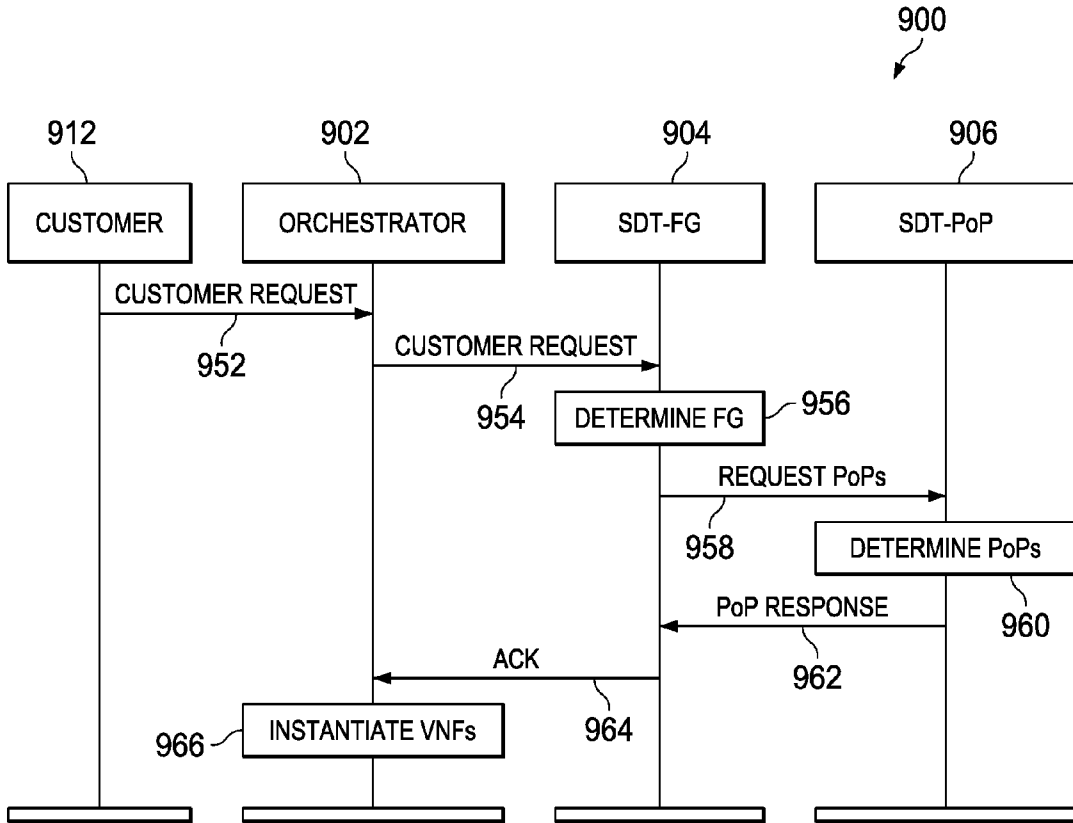 900
912
902
904
906
CUSTOMER
ORCHESTRATOR
SDT-FG
SDT-PoP
CUSTOMER REQUEST
952
CUSTOMER REQUEST
954
DETERMINE FG
956
REQUEST PoPs
958
DETERMINE PoPs
960
PoP RESPONSE
962
ACK
964
INSTANTIATE VNFs
966